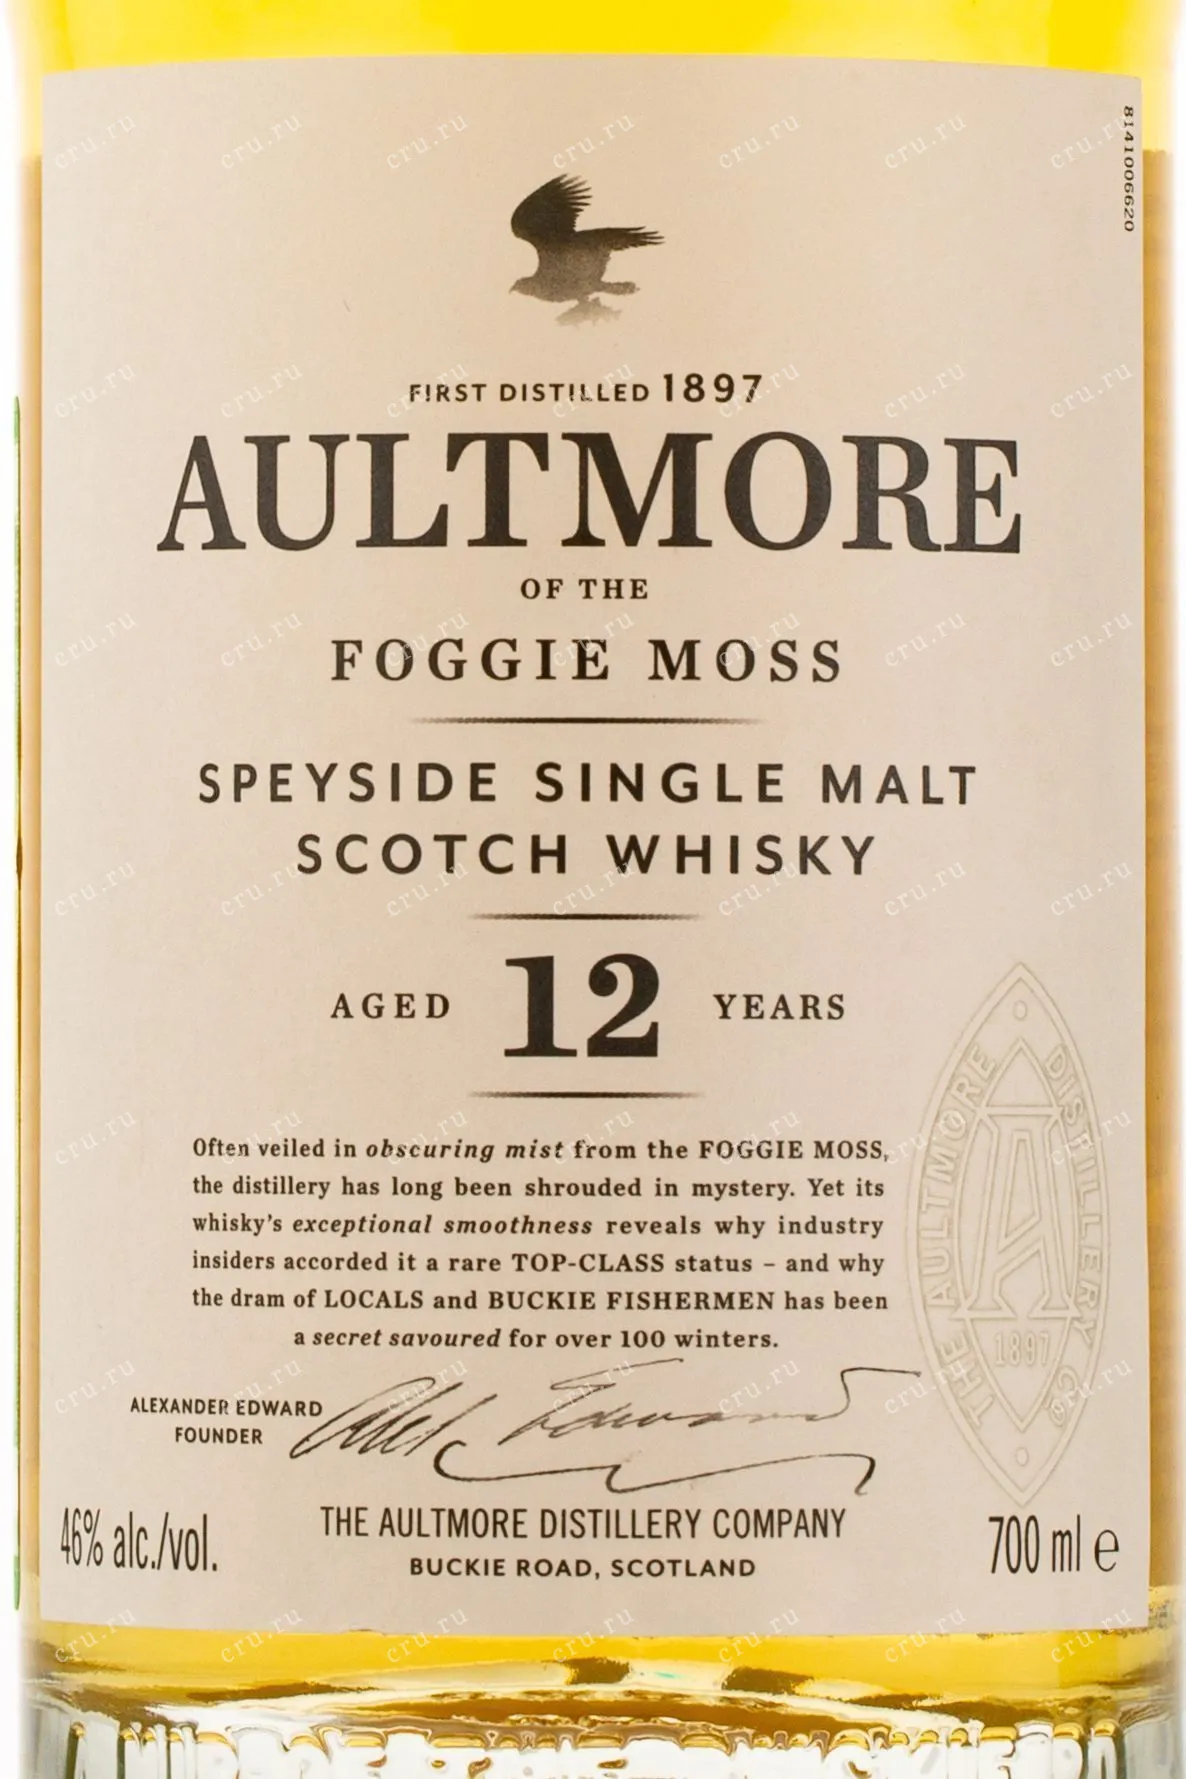 8141006620
FIRST DISTILLED 1897
AULTMORE
OF THE
FOGGIE MOSS
SPEYSIDE SINGLE MALT
SCOTCH WHISKY
AGED 12 YEARS
Often veiled in obscuring mist from the FOGGIE MOSS,
the distillery has long been shrouded in mystery. Yet its
whisky's exceptional smoothness reveals why industry
insiders accorded it a rare TOP-CLASS status – and why
the dram of LOCALS and BUCKIE FISHERMEN has been
a secret savoured for over 100 winters.
THE AULTMORE DISTILLERY Co
A
1897
ALEXANDER EDWARD
FOUNDER
Alex Edward
46% alc./vol.
THE AULTMORE DISTILLERY COMPANY
BUCKIE ROAD, SCOTLAND
700 ml e
cru.ru